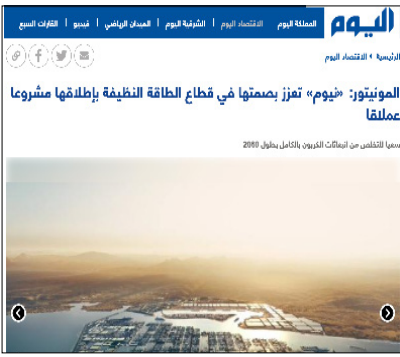 اليوم
المملكة اليوم | الاقتصاد اليوم | الشرقية اليوم | الميدان الرياضي | فيديو | القارات السبع
الرئيسية ‹ الاقتصاد اليوم
المونيتور: «نيوم» تعزز بصمتها في قطاع الطاقة النظيفة بإطلاقها مشروعا
عملاقا
سعيا للتخلص من انبعاثات الكربون بالكامل بحلول 2060